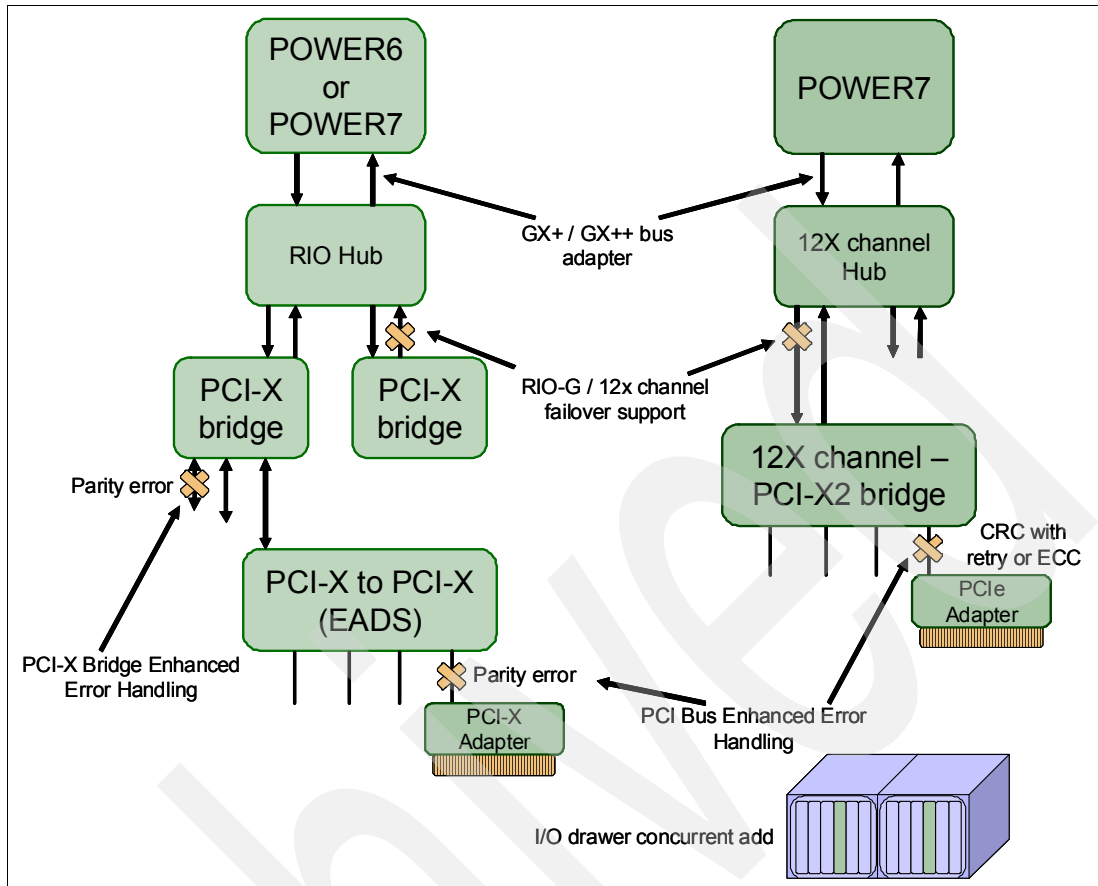 POWER6
or
POWER7
POWER7
GX+ / GX++ bus
adapter
RIO Hub
12X channel
Hub
PCI-X
bridge
PCI-X
bridge
RIO-G / 12x channel
failover support
Parity error
12X channel –
PCI-X2 bridge
CRC with
retry or ECC
PCIe
Adapter
PCI-X to PCI-X
(EADS)
PCI-X Bridge Enhanced
Error Handling
Parity error
PCI-X
Adapter
PCI Bus Enhanced Error
Handling
I/O drawer concurrent add